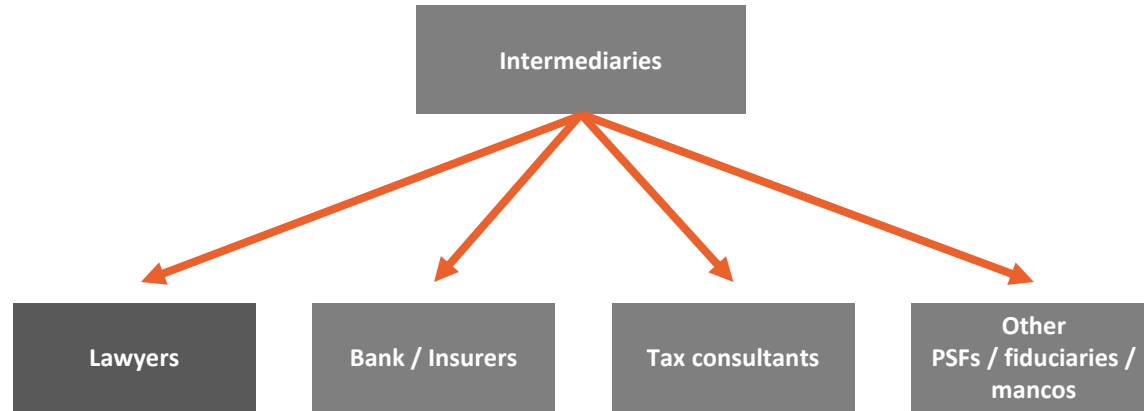 Intermediaries
Lawyers
Bank / Insurers
Tax consultants
Other
PSFs / fiduciaries /
mancos